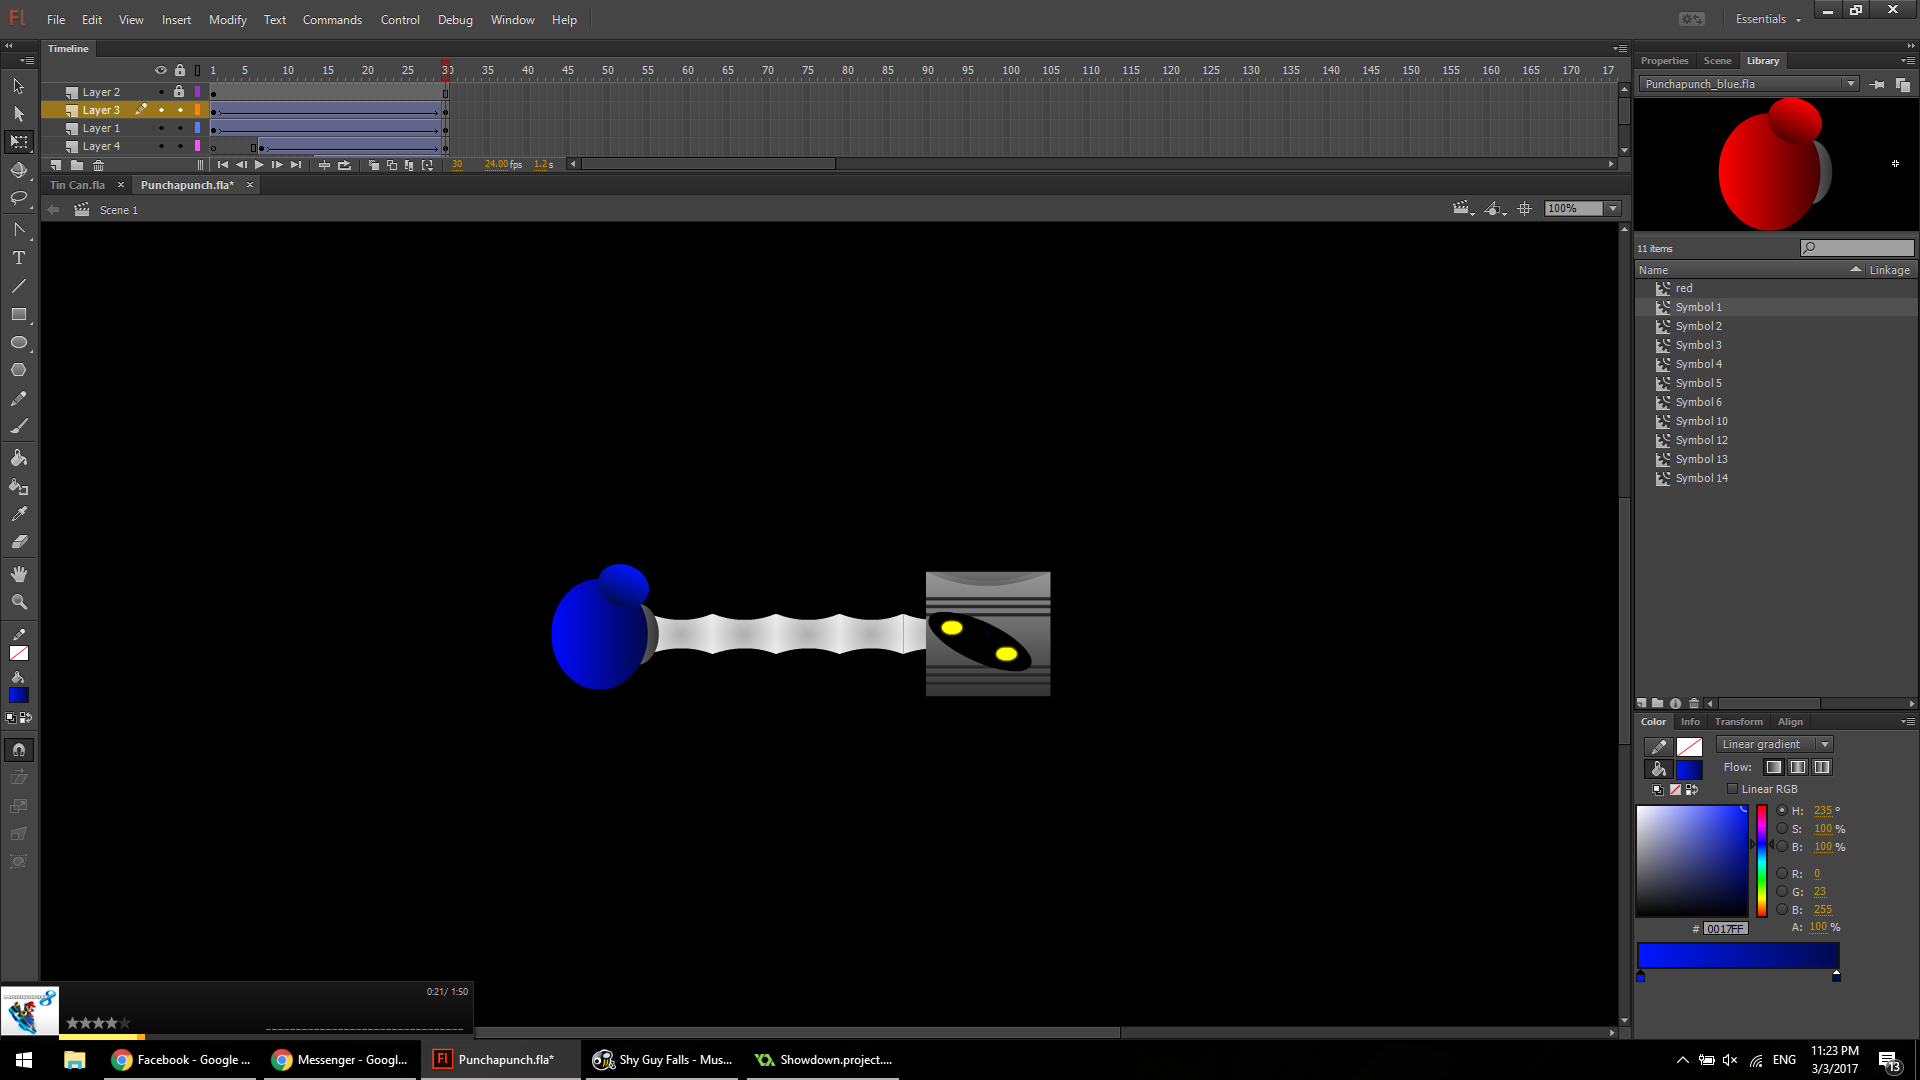 Fl File Edit View Insert Modify Text Commands Control Debug Window Help Essentials
Timeline
1 5 10 15 20 25 30 35 40 45 50 55 60 65 70 75 80 85 90 95 100 105 110 115 120 125 130 135 140 145 150 155 160 165 170 17
Layer 2
Layer 3
Layer 1
Layer 4
30 24.00 fps 1.2 s
Tin Can.fla × Punchapunch.fla* ×
Scene 1
100%
Properties Scene Library
Punchapunch_blue.fla
11 items
Name Linkage
red
Symbol 1
Symbol 2
Symbol 3
Symbol 4
Symbol 5
Symbol 6
Symbol 10
Symbol 12
Symbol 13
Symbol 14
Color Info Transform Align
Linear gradient
Flow:
Linear RGB
H: 235 °
S: 100 %
B: 100 %
R: 0
G: 23
B: 255
# 0017FF A: 100 %
0:21/ 1:50
Facebook - Google ...
Messenger - Googl...
Fl Punchapunch.fla*
Shy Guy Falls - Mus...
Showdown.project....
ENG
11:23 PM
3/3/2017
13